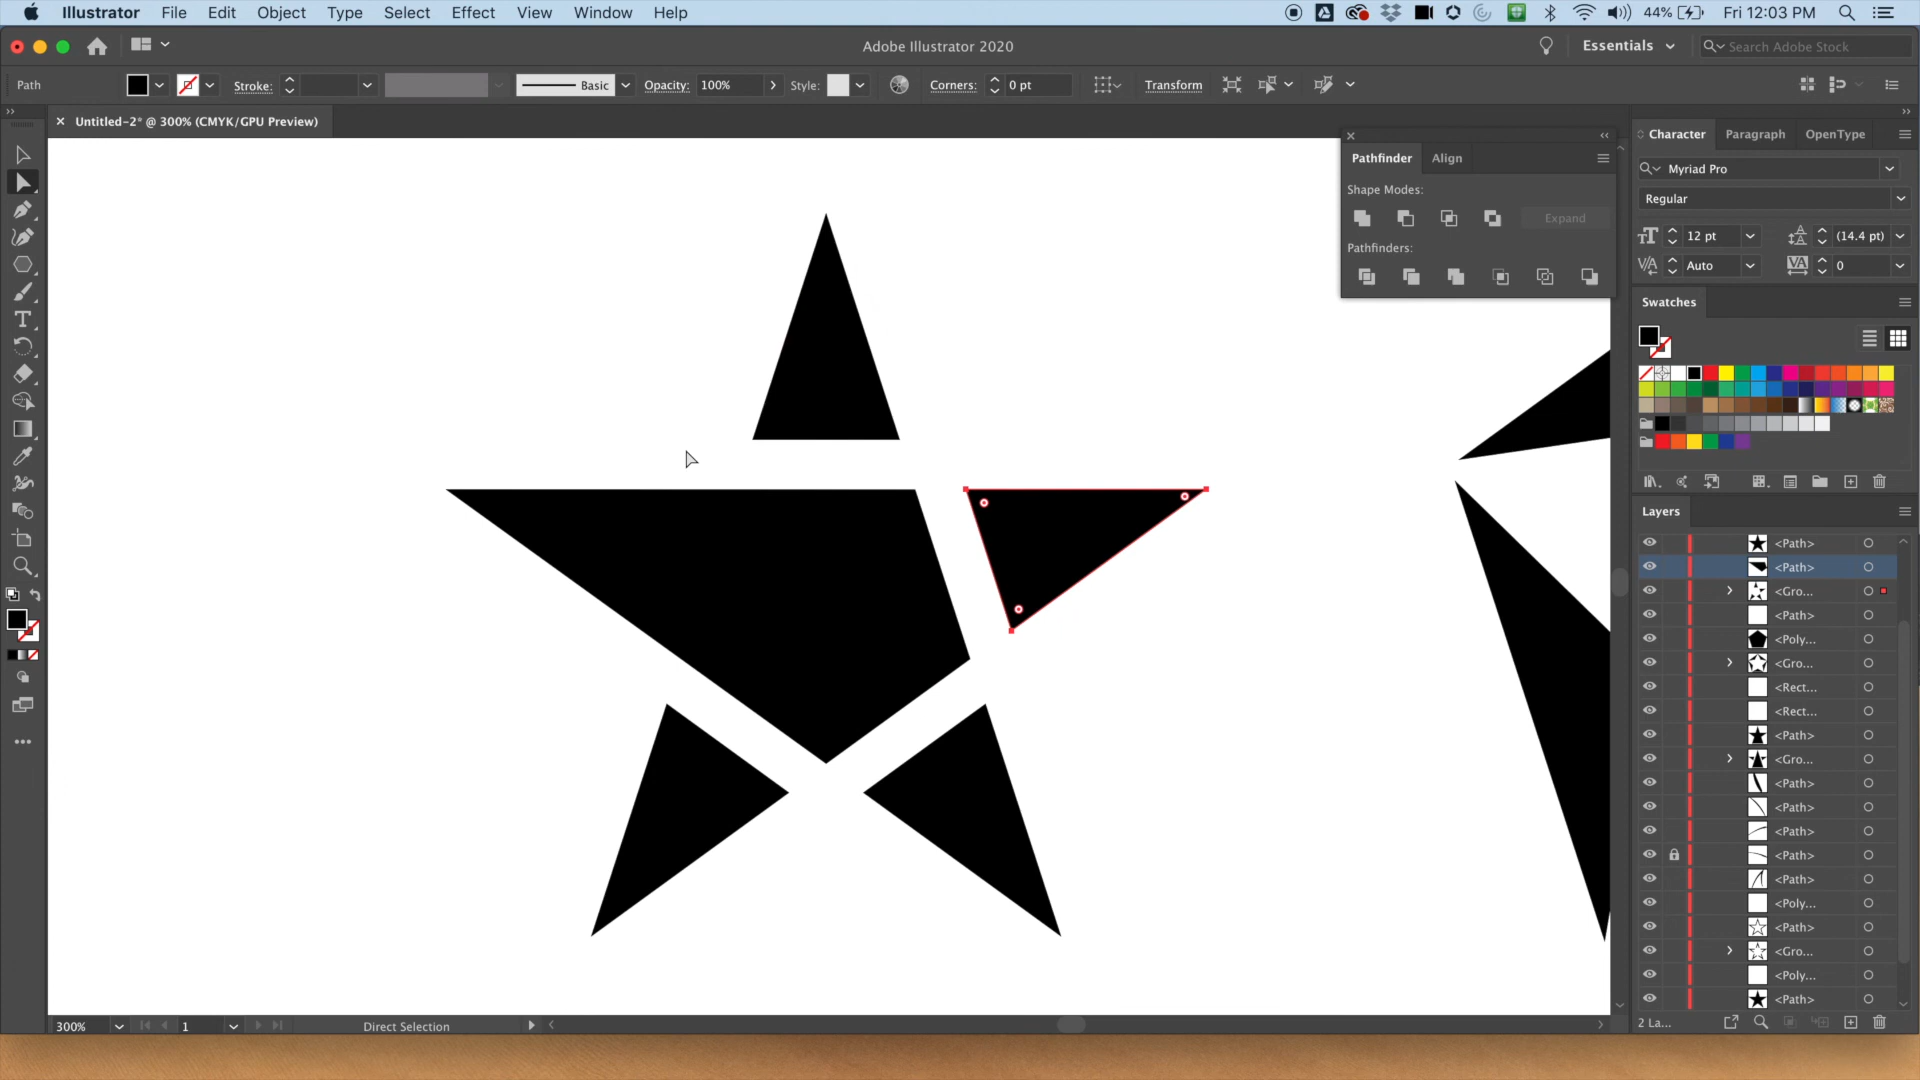 Illustrator File Edit Object Type Select Effect View Window Help
44%
Fri 12:03 PM
Adobe Illustrator 2020
Essentials
Search Adobe Stock
Path
Stroke:
Basic
Opacity: 100%
Style:
Corners: 0 pt
Transform
× Untitled-2* @ 300% (CMYK/GPU Preview)
Pathfinder Align
Shape Modes:
Expand
Pathfinders:
Character Paragraph OpenType
Myriad Pro
Regular
12 pt
(14.4 pt)
Auto
0
Swatches
Layers
<Path>
<Path>
<Gro...
<Path>
<Poly...
<Gro...
<Rect...
<Rect...
<Path>
<Gro...
<Path>
<Path>
<Path>
<Path>
<Path>
<Poly...
<Path>
<Gro...
<Poly...
<Path>
2 La...
300%
1
Direct Selection